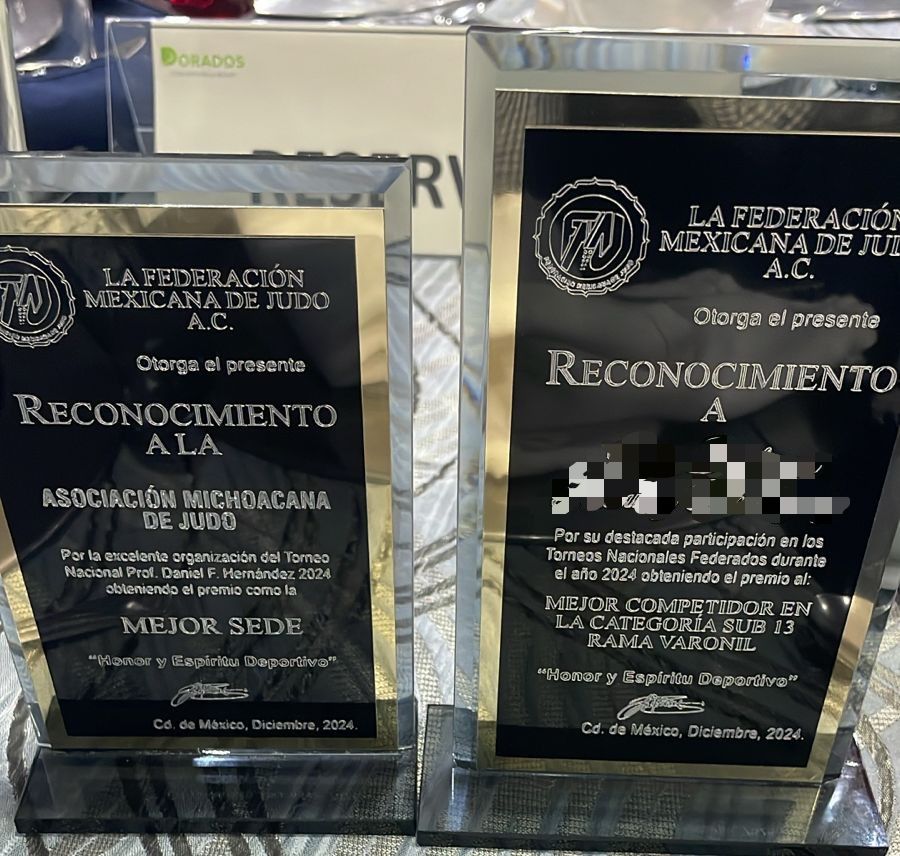 DORADOS
RESERV
LA FEDERACIÓN
MEXICANA DE JUDO
A.C.
Otorga el presente
RECONOCIMIENTO
A LA
ASOCIACIÓN MICHOACANA
DE JUDO
Por la excelente organización del Torneo
Nacional Prof. Daniel F. Hernández 2024
obteniendo el premio como la
MEJOR SEDE
“Honor y Espíritu Deportivo”
Cd. de México, Diciembre, 2024.
LA FEDERACIÓN
MEXICANA DE JUD
A.C.
Otorga el presente
RECONOCIMIENTO
A
Por su destacada participación en los
Torneos Nacionales Federados durante
el año 2024 obteniendo el premio al:
MEJOR COMPETIDOR EN
LA CATEGORÍA SUB 13
RAMA VARONIL
“Honor y Espíritu Deportivo”
Cd. de México, Diciembre, 2024.